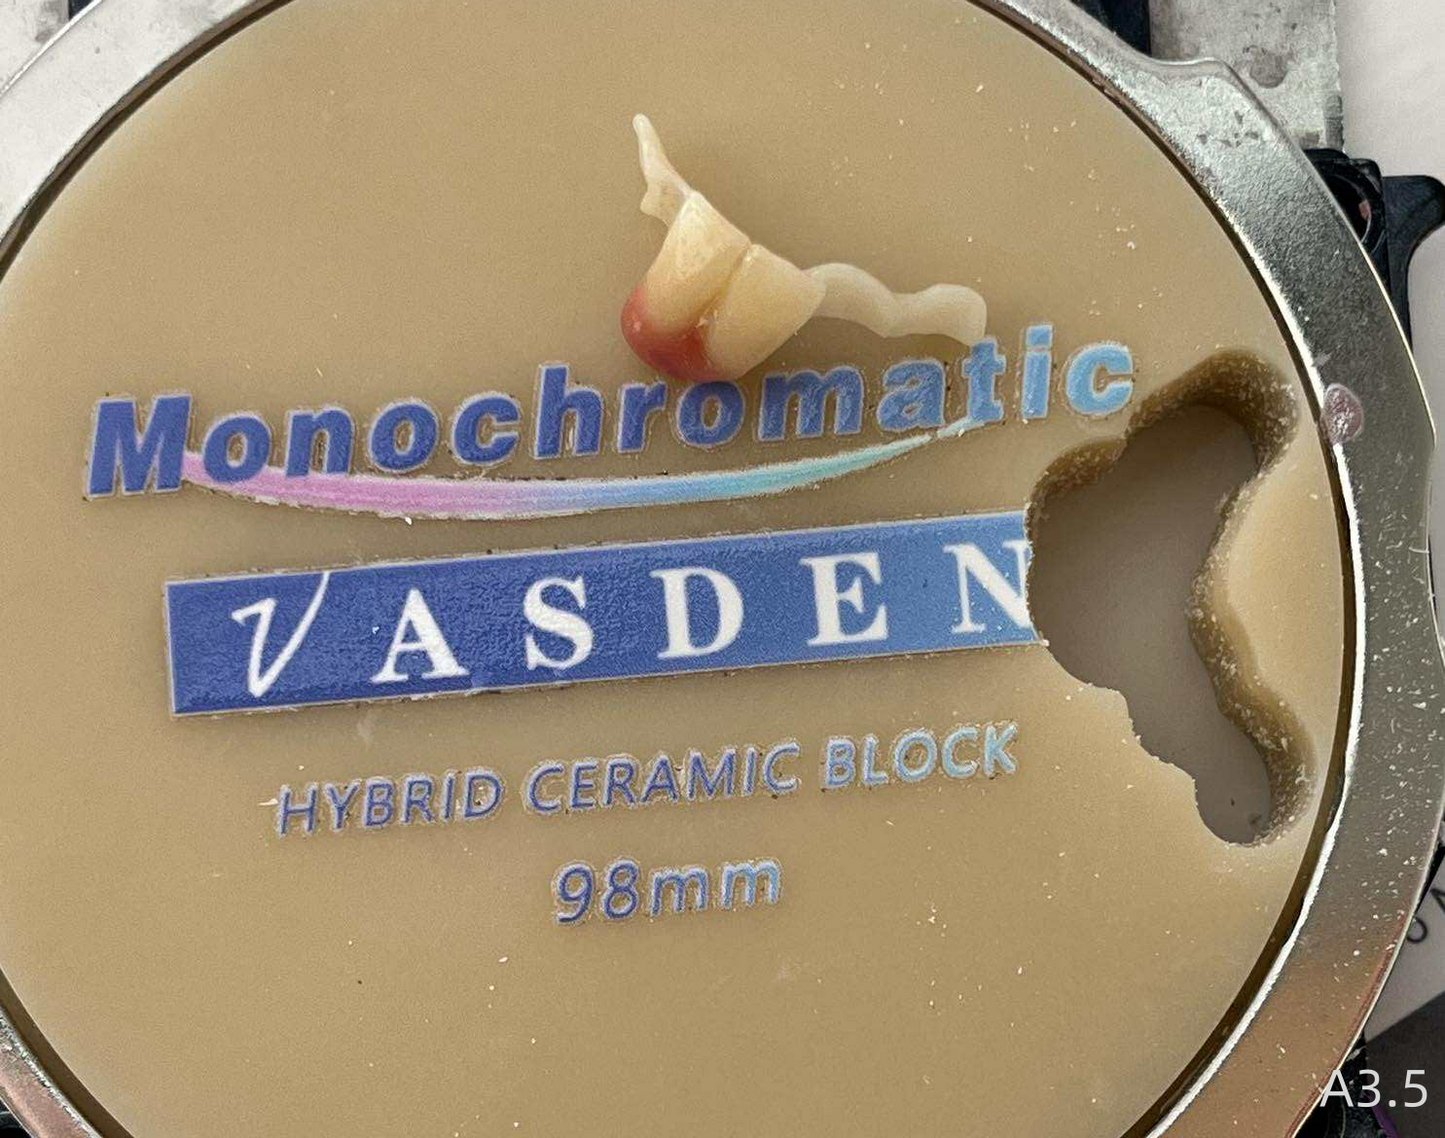 Monochromatic
VASDEN
HYBRID CERAMIC BLOCK
98mm
A3.5